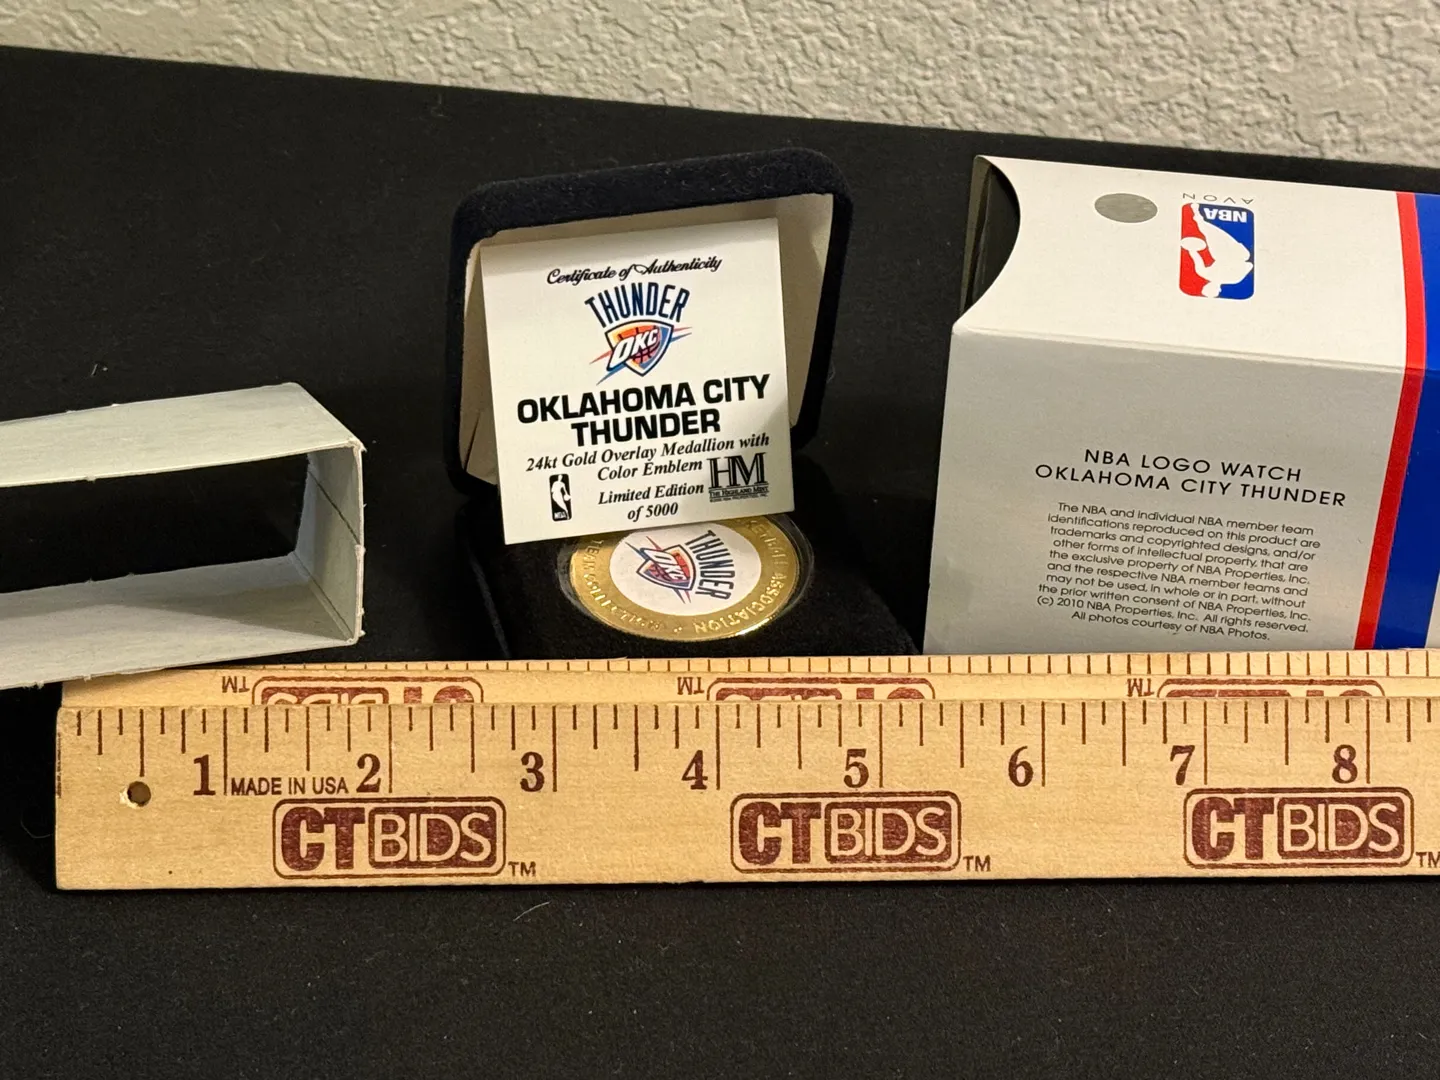 Certificate of Authenticity
THUNDER
OKC
OKLAHOMA CITY
THUNDER
24kt Gold Overlay Medallion with
Color Emblem
Limited Edition
of 5000
NBA
HM
THE HIGHLAND MINT
THUNDER
OKC
ASSOCIATION
AVON
NBA
NBA LOGO WATCH
OKLAHOMA CITY THUNDER
The NBA and individual NBA member team
identifications reproduced on this product are
trademarks and copyrighted designs, and/or
other forms of intellectual property, that are
the exclusive property of NBA Properties, Inc.
and the respective NBA member teams and
may not be used, in whole or in part, without
the prior written consent of NBA Properties, Inc.
(c) 2010 NBA Properties, Inc. All rights reserved.
All photos courtesy of NBA Photos.
TM TM TM
1 2 3 4 5 6 7 8
MADE IN USA
CTBIDS TM CTBIDS TM CTBIDS TM